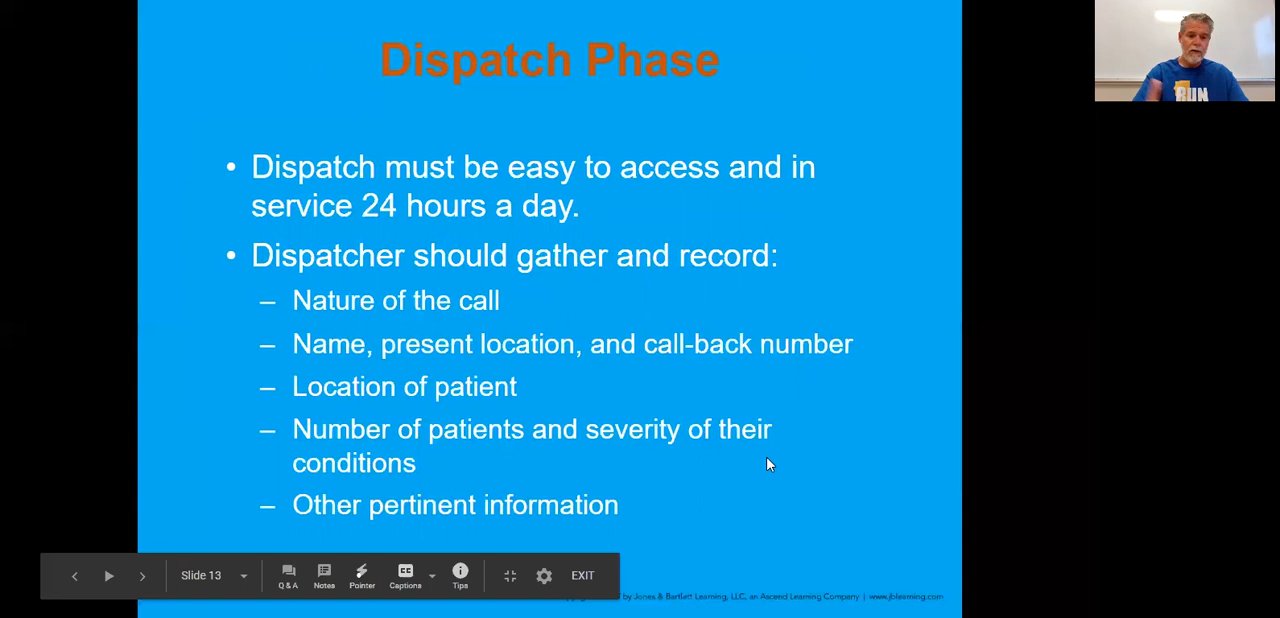 Dispatch Phase
• Dispatch must be easy to access and in
service 24 hours a day.
• Dispatcher should gather and record:
– Nature of the call
– Name, present location, and call-back number
– Location of patient
– Number of patients and severity of their
conditions
– Other pertinent information
Slide 13
Q & A
Notes
Pointer
CC
Captions
Tips
EXIT
by Jones & Bartlett Learning, LLC, an Ascend Learning Company | www.jblearning.com
RUN